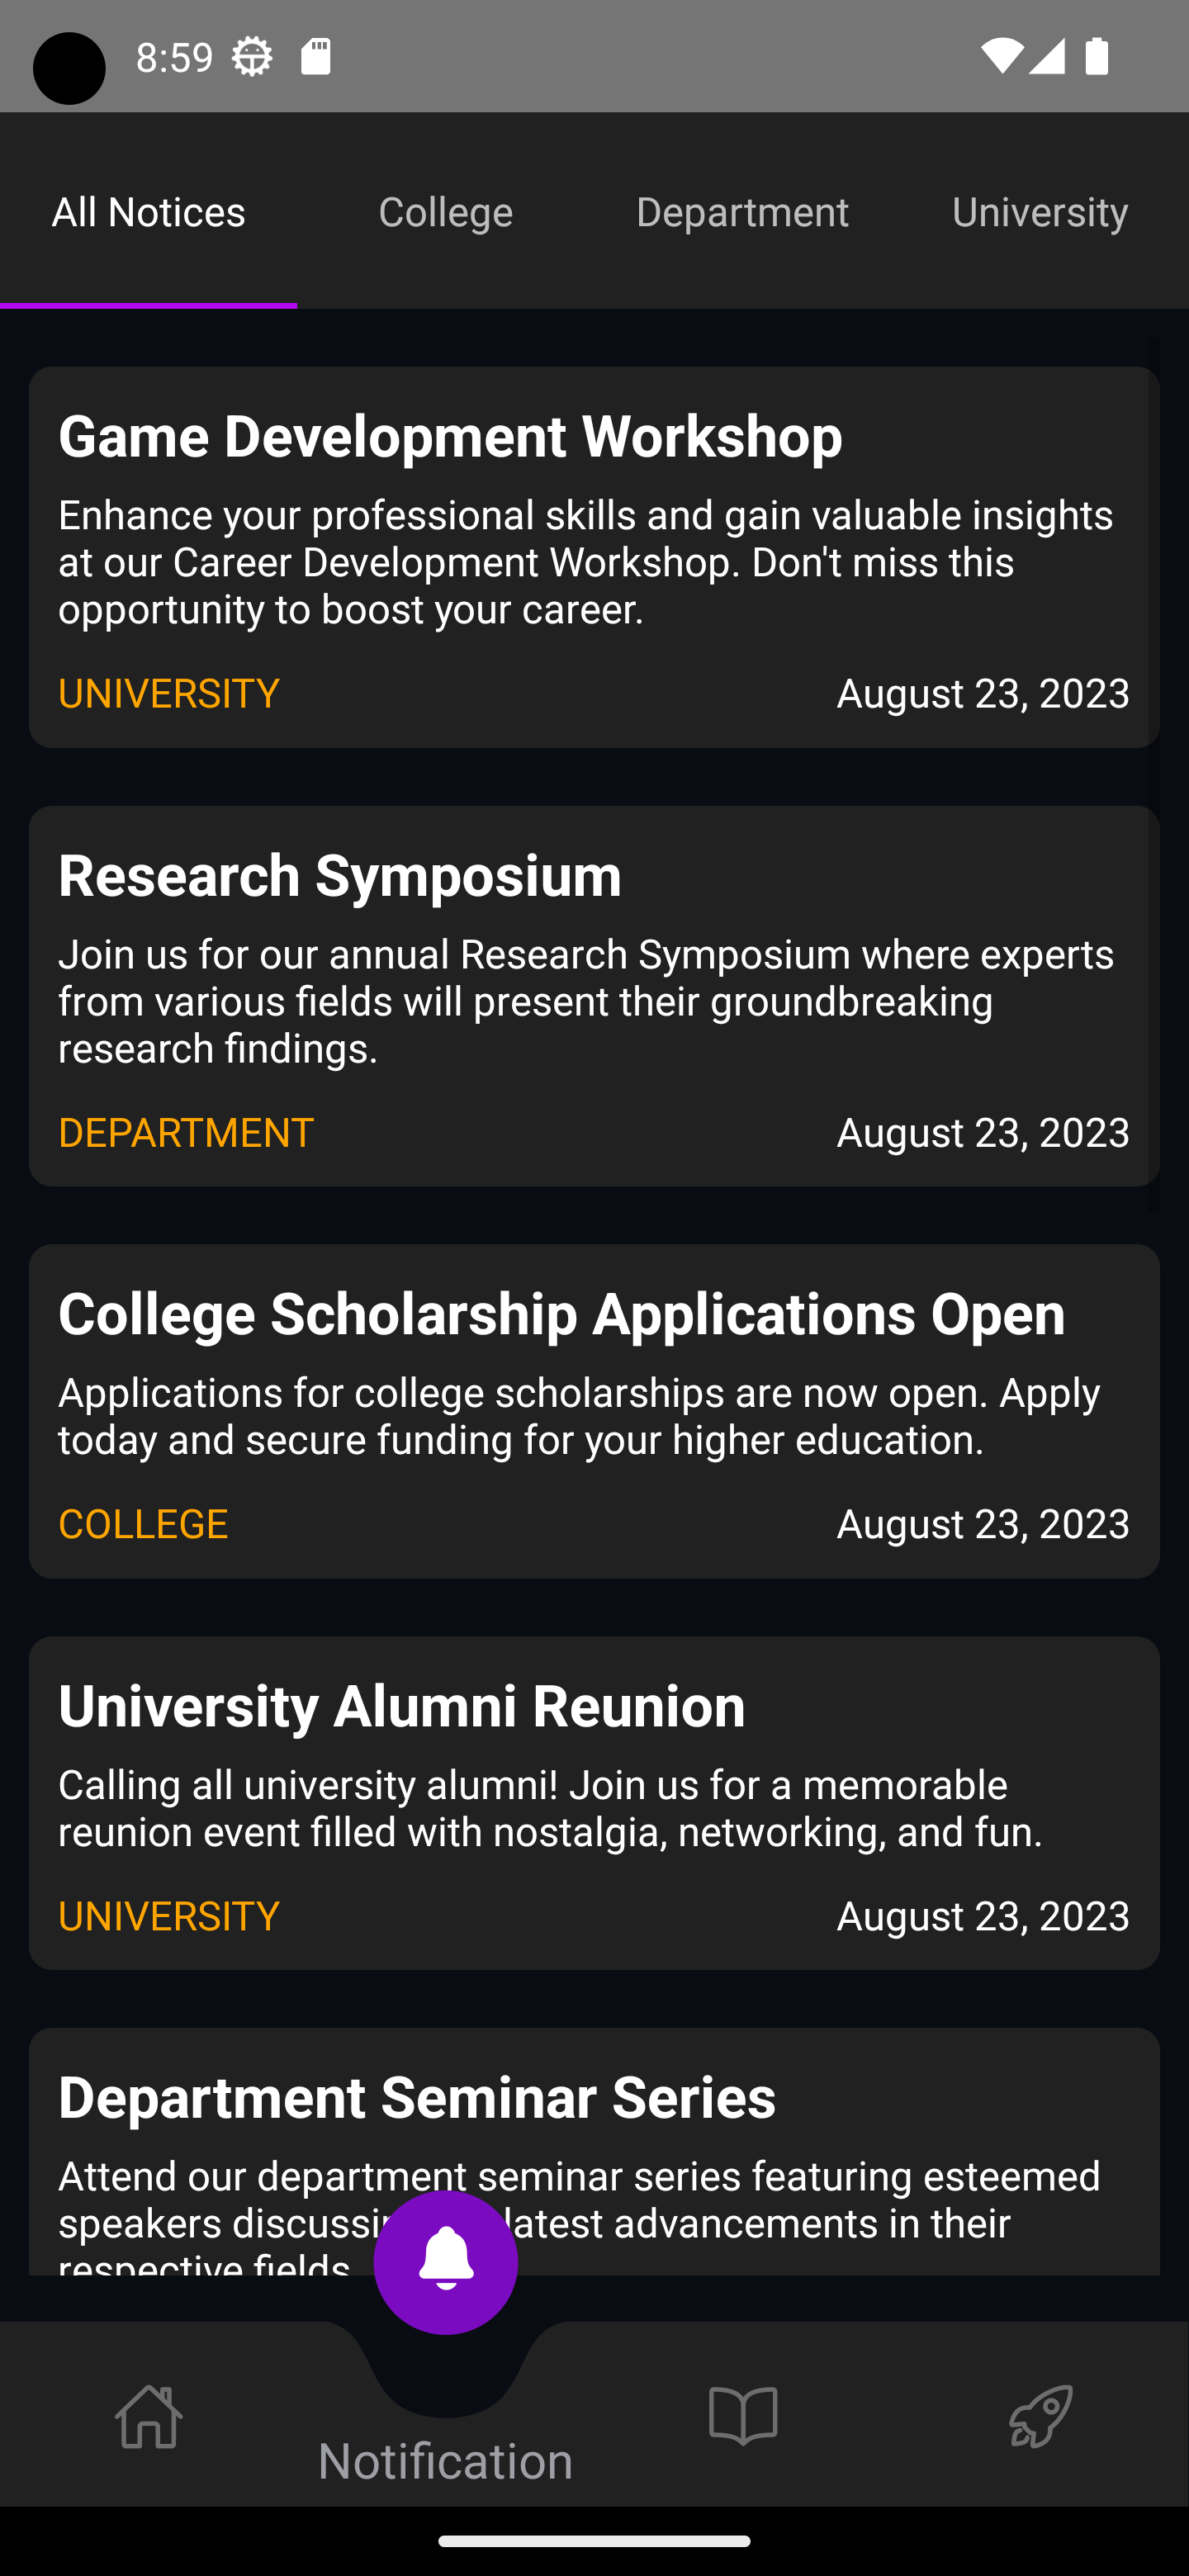 8:59
All Notices College Department University
Game Development Workshop
Enhance your professional skills and gain valuable insights
at our Career Development Workshop. Don't miss this
opportunity to boost your career.
UNIVERSITY August 23, 2023
Research Symposium
Join us for our annual Research Symposium where experts
from various fields will present their groundbreaking
research findings.
DEPARTMENT August 23, 2023
College Scholarship Applications Open
Applications for college scholarships are now open. Apply
today and secure funding for your higher education.
COLLEGE August 23, 2023
University Alumni Reunion
Calling all university alumni! Join us for a memorable
reunion event filled with nostalgia, networking, and fun.
UNIVERSITY August 23, 2023
Department Seminar Series
Attend our department seminar series featuring esteemed
speakers latest advancements in their
respective fields.
Notification